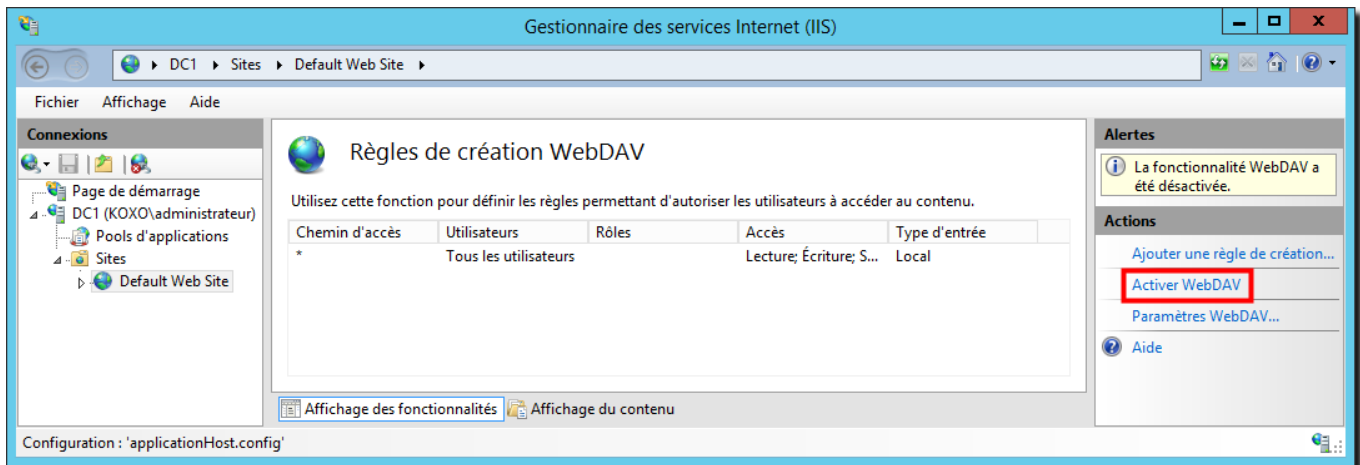 Gestionnaire des services Internet (IIS)
DC1 Sites Default Web Site
Fichier Affichage Aide
Connexions
Page de démarrage
DC1 (KOXO\administrateur)
Pools d'applications
Sites
Default Web Site
Règles de création WebDAV
Utilisez cette fonction pour définir les règles permettant d'autoriser les utilisateurs à accéder au contenu.
Chemin d'accès Utilisateurs Rôles Accès Type d'entrée
* Tous les utilisateurs Lecture; Écriture; S... Local
Affichage des fonctionnalités Affichage du contenu
Alertes
La fonctionnalité WebDAV a
été désactivée.
Actions
Ajouter une règle de création...
Activer WebDAV
Paramètres WebDAV...
Aide
Configuration : 'applicationHost.config'